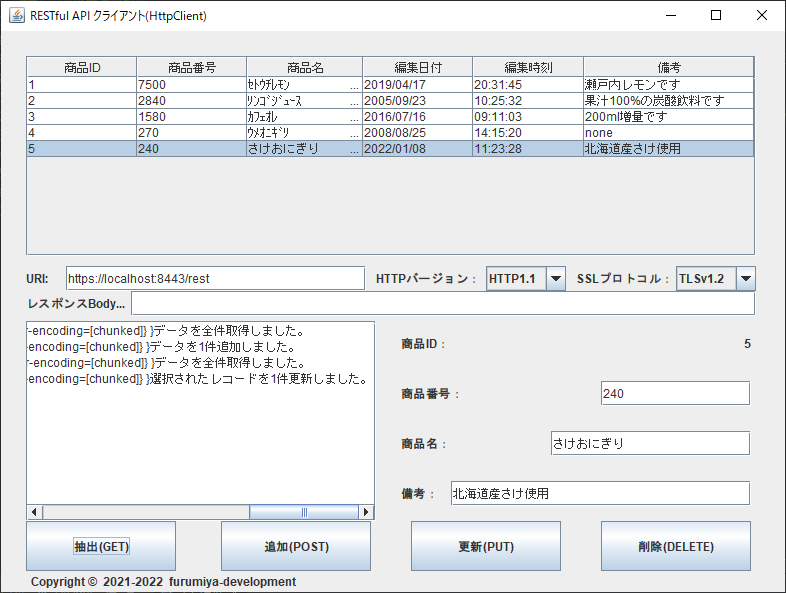 RESTful API クライアント(HttpClient)
商品ID 商品番号 商品名 編集日付 編集時刻 備考
1 7500 ｾﾄｳﾁﾚﾓﾝ ... 2019/04/17 20:31:45 瀬戸内レモンです
2 2840 ﾘﾝｺﾞｼﾞｭｰｽ ... 2005/09/23 10:25:32 果汁100%の炭酸飲料です
3 1580 ｶﾌｪｵﾚ ... 2016/07/16 09:11:03 200ml増量です
4 270 ｳﾒｵﾆｷﾞﾘ ... 2008/08/25 14:15:20 none
5 240 さけおにぎり ... 2022/01/08 11:23:28 北海道産さけ使用
URI: https://localhost:8443/rest HTTPバージョン： HTTP1.1 SSLプロトコル： TLSv1.2
レスポンスBody...
-encoding=[chunked]} }データを全件取得しました。
-encoding=[chunked]} }データを1件追加しました。
r-encoding=[chunked]} }データを全件取得しました。
-encoding=[chunked]} }選択されたレコードを1件更新しました。
商品ID： 5
商品番号： 240
商品名： さけおにぎり
備考： 北海道産さけ使用
抽出(GET) 追加(POST) 更新(PUT) 削除(DELETE)
Copyright © 2021-2022 furumiya-development